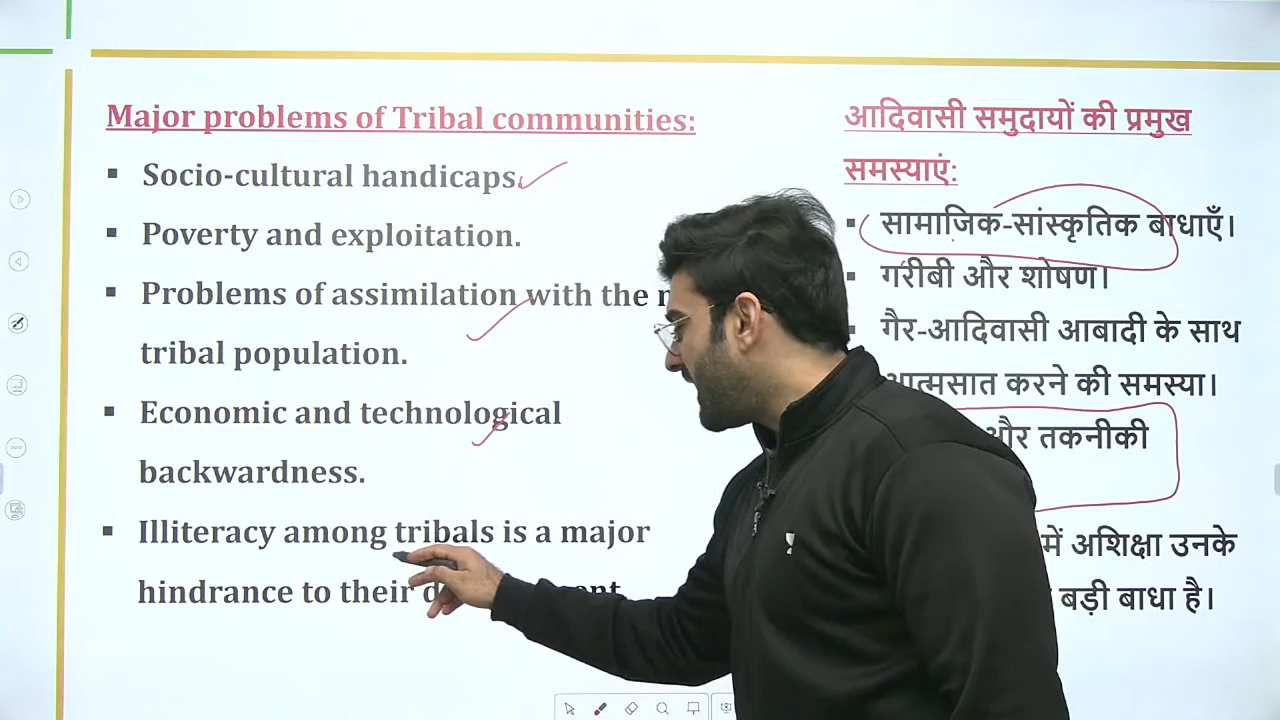 Major problems of Tribal communities:
▪ Socio-cultural handicaps.
▪ Poverty and exploitation.
▪ Problems of assimilation with the
tribal population.
▪ Economic and technological
backwardness.
▪ Illiteracy among tribals is a major
hindrance to their
आदिवासी समुदायों की प्रमुख
समस्याएं:
▪ सामाजिक-सांस्कृतिक बाधाएँ।
▪ गरीबी और शोषण।
▪ गैर-आदिवासी आबादी के साथ
आत्मसात करने की समस्या।
और तकनीकी
में अशिक्षा उनके
बड़ी बाधा है।